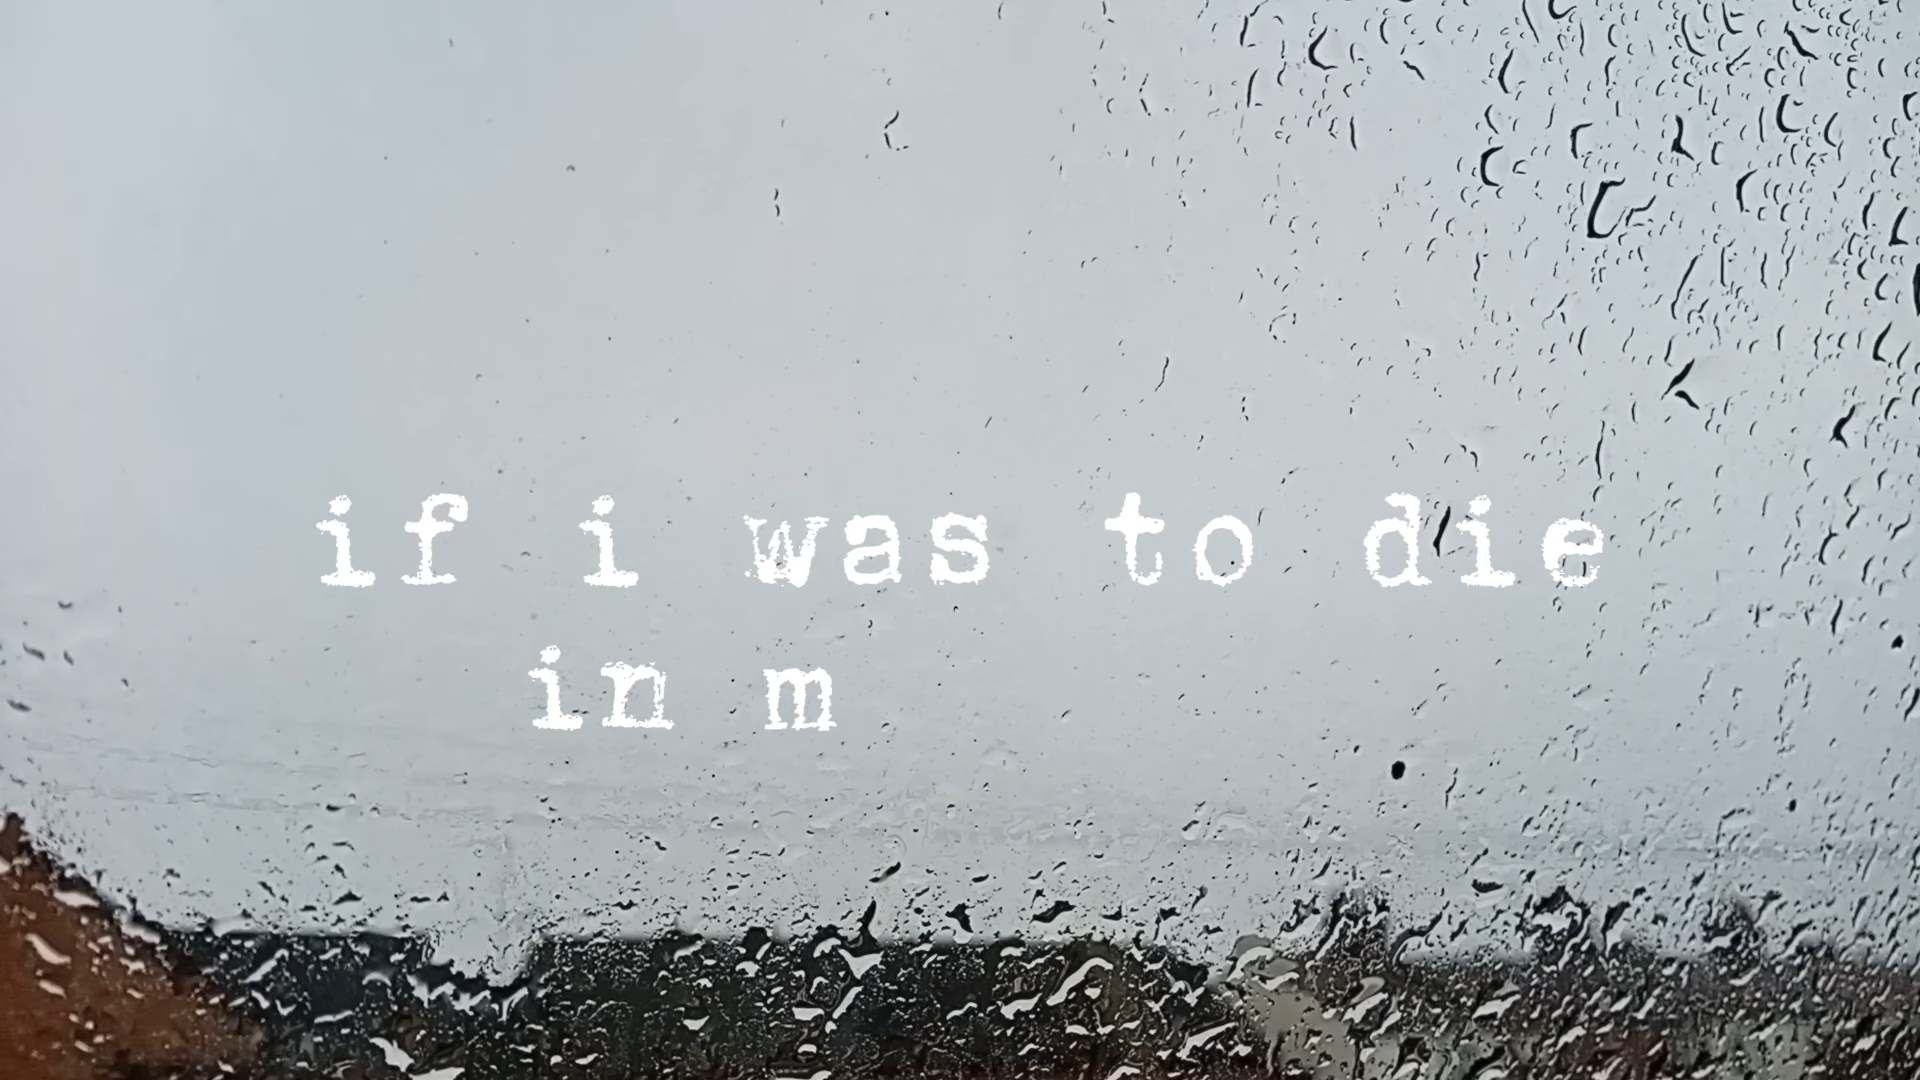 if i was to die
in m